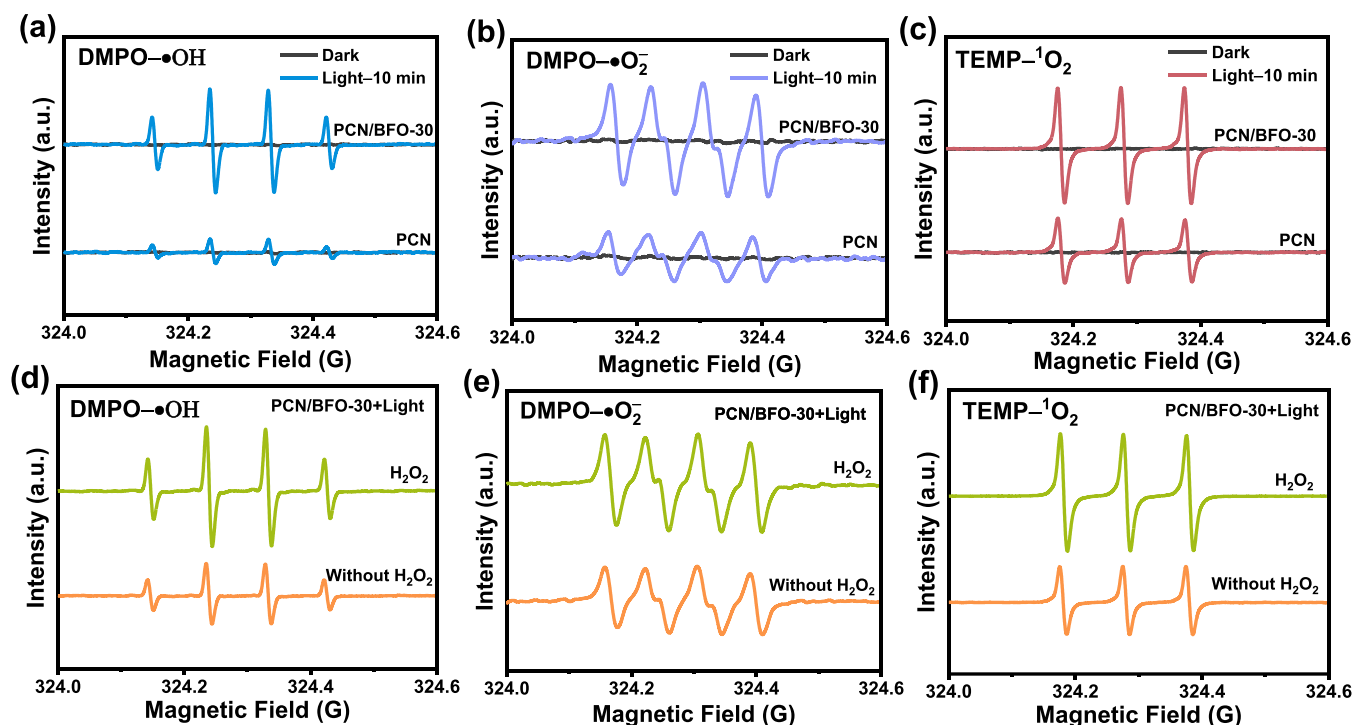 (a)
DMPO–•OH
Dark
Light–10 min
PCN/BFO-30
PCN
Intensity (a.u.)
324.0 324.2 324.4 324.6
Magnetic Field (G)
(b)
DMPO–•O₂⁻
Dark
Light–10 min
PCN/BFO-30
PCN
Intensity (a.u.)
324.0 324.2 324.4 324.6
Magnetic Field (G)
(c)
TEMP–¹O₂
Dark
Light–10 min
PCN/BFO-30
PCN
Intensity (a.u.)
324.0 324.2 324.4 324.6
Magnetic Field (G)
(d)
DMPO–•OH
PCN/BFO-30+Light
H₂O₂
Without H₂O₂
Intensity (a.u.)
324.0 324.2 324.4 324.6
Magnetic Field (G)
(e)
DMPO–•O₂⁻
PCN/BFO-30+Light
H₂O₂
Without H₂O₂
Intensity (a.u.)
324.0 324.2 324.4 324.6
Magnetic Field (G)
(f)
TEMP–¹O₂
PCN/BFO-30+Light
H₂O₂
Without H₂O₂
Intensity (a.u.)
324.0 324.2 324.4 324.6
Magnetic Field (G)